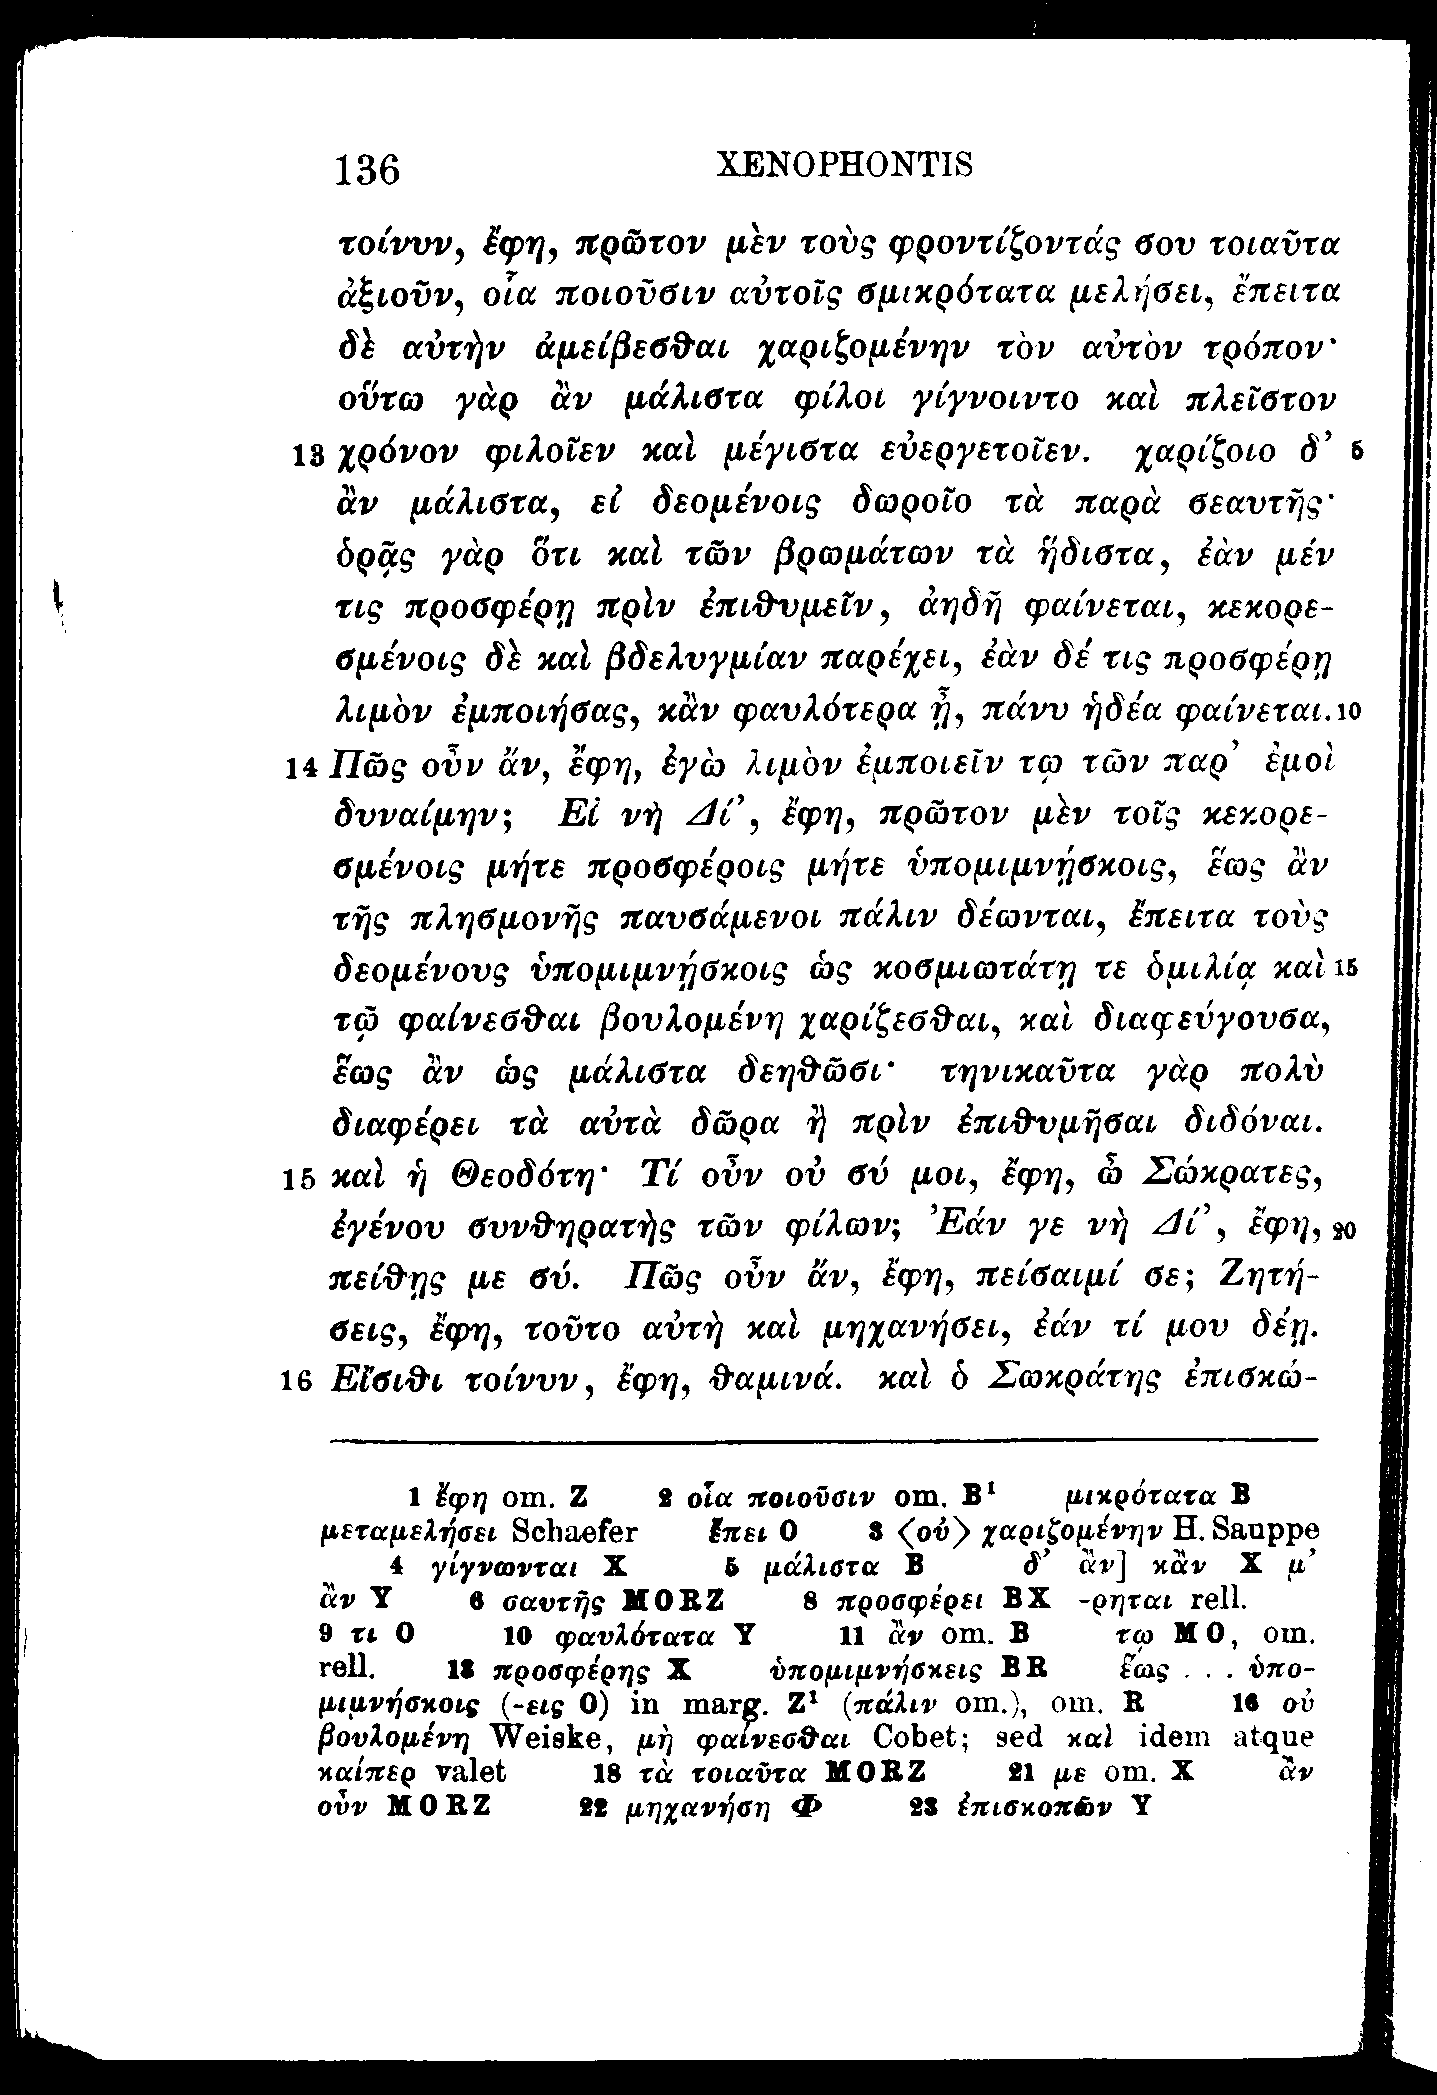 136 XENOPHONTIS
τοίνυν, ἔφη, πρῶτον μὲν τοὺς φροντίζοντάς σου τοιαῦτα
ἀξιοῦν, οἷα ποιοῦσιν αὐτοῖς σμικρότατα μελήσει, ἔπειτα
δὲ αὐτὴν ἀμείβεσθαι χαριζομένην τὸν αὐτὸν τρόπον·
οὕτω γὰρ ἂν μάλιστα φίλοι γίγνοιντο καὶ πλεῖστον
13 χρόνον φιλοῖεν καὶ μέγιστα εὐεργετοῖεν. χαρίζοιο δ’ 5
ἂν μάλιστα, εἰ δεομένοις δωροῖο τὰ παρὰ σεαυτῆς·
ὁρᾷς γὰρ ὅτι καὶ τῶν βρωμάτων τὰ ἥδιστα, ἐὰν μέν
τις προσφέρῃ πρὶν ἐπιθυμεῖν, ἀηδῆ φαίνεται, κεκορε-
σμένοις δὲ καὶ βδελυγμίαν παρέχει, ἐὰν δέ τις προσφέρῃ
λιμὸν ἐμποιήσας, κἂν φαυλότερα ᾖ, πάνυ ἡδέα φαίνεται. 10
14 Πῶς οὖν ἄν, ἔφη, ἐγὼ λιμὸν ἐμποιεῖν τῳ τῶν παρ’ ἐμοὶ
δυναίμην; Εἰ νὴ Δί’, ἔφη, πρῶτον μὲν τοῖς κεκορε-
σμένοις μήτε προσφέροις μήτε ὑπομιμνῄσκοις, ἕως ἂν
τῆς πλησμονῆς παυσάμενοι πάλιν δέωνται, ἔπειτα τοὺς
δεομένους ὑπομιμνῄσκοις ὡς κοσμιωτάτῃ τε ὁμιλίᾳ καὶ 15
τῷ φαίνεσθαι βουλομένη χαρίζεσθαι, καὶ διαφεύγουσα,
ἕως ἂν ὡς μάλιστα δεηθῶσι· τηνικαῦτα γὰρ πολὺ
διαφέρει τὰ αὐτὰ δῶρα ἢ πρὶν ἐπιθυμῆσαι διδόναι.
15 καὶ ἡ Θεοδότη· Τί οὖν οὐ σύ μοι, ἔφη, ὦ Σώκρατες,
ἐγένου συνθηρατὴς τῶν φίλων; Ἐάν γε νὴ Δί’, ἔφη, 20
πείθῃς με σύ. Πῶς οὖν ἄν, ἔφη, πείσαιμί σε; Ζητή-
σεις, ἔφη, τοῦτο αὐτὴ καὶ μηχανήσει, ἐάν τί μου δέῃ.
16 Εἴσιθι τοίνυν, ἔφη, θαμινά. καὶ ὁ Σωκράτης ἐπισκώ-
1 ἔφη om. Z 2 οἷα ποιοῦσιν om. B¹ μικρότατα B
μεταμελήσει Schaefer ἔπει O 3 ⟨οὐ⟩ χαριζομένην H. Sauppe
4 γίγνωνται X 5 μάλιστα B δ’ ἂν] κἂν X μ’
ἂν Y 6 σαυτῆς MORZ 8 προσφέρει BX -ρηται rell.
9 τι O 10 φαυλότατα Y 11 ἂν om. B τῳ MO, om.
rell. 13 προσφέρης X ὑπομιμνήσκεις BR ἕως . . . ὑπο-
μιμνήσκοις (-εις O) in marg. Z¹ (πάλιν om.), om. R 16 οὐ
βουλομένη Weiske, μὴ φαίνεσθαι Cobet; sed καὶ idem atque
καίπερ valet 18 τὰ τοιαῦτα MORZ 21 με om. X ἂν
οὖν MORZ 22 μηχανήση Φ 23 ἐπισκοπῶν Y